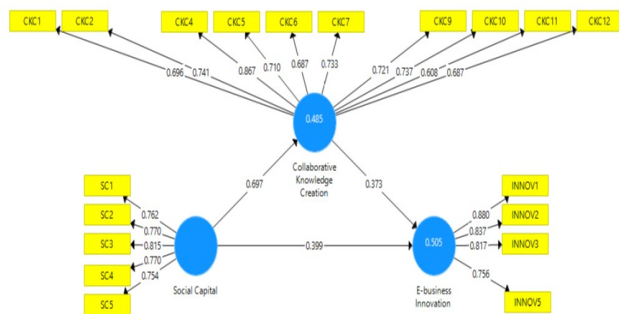 CKC1 CKC2 CKC4 CKC5 CKC6 CKC7 CKC9 CKC10 CKC11 CKC12
0.696 0.741 0.867 0.710 0.687 0.733 0.721 0.737 0.608 0.687
0.485
Collaborative
Knowledge
Creation
0.697
0.373
SC1
SC2
SC3
SC4
SC5
0.762
0.770
0.815
0.770
0.754
Social Capital
0.399
0.505
E-business
Innovation
0.880
0.837
0.817
0.756
INNOV1
INNOV2
INNOV3
INNOV5